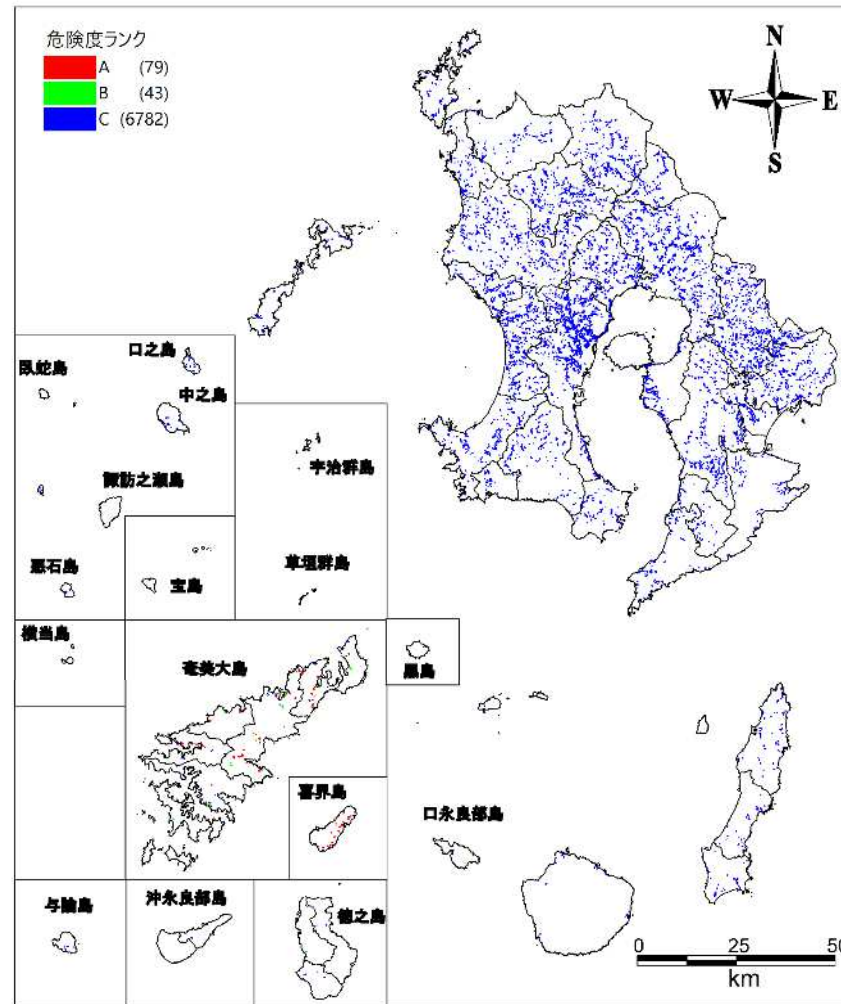 危険度ランク
A (79)
B (43)
C (6782)
N
W E
S
口之島
臥蛇島
中之島
宇治群島
諏訪之瀬島
悪石島
宝島
草垣群島
横当島
奄美大島
黒島
喜界島
口永良部島
与論島
沖永良部島
徳之島
0 25 50
km